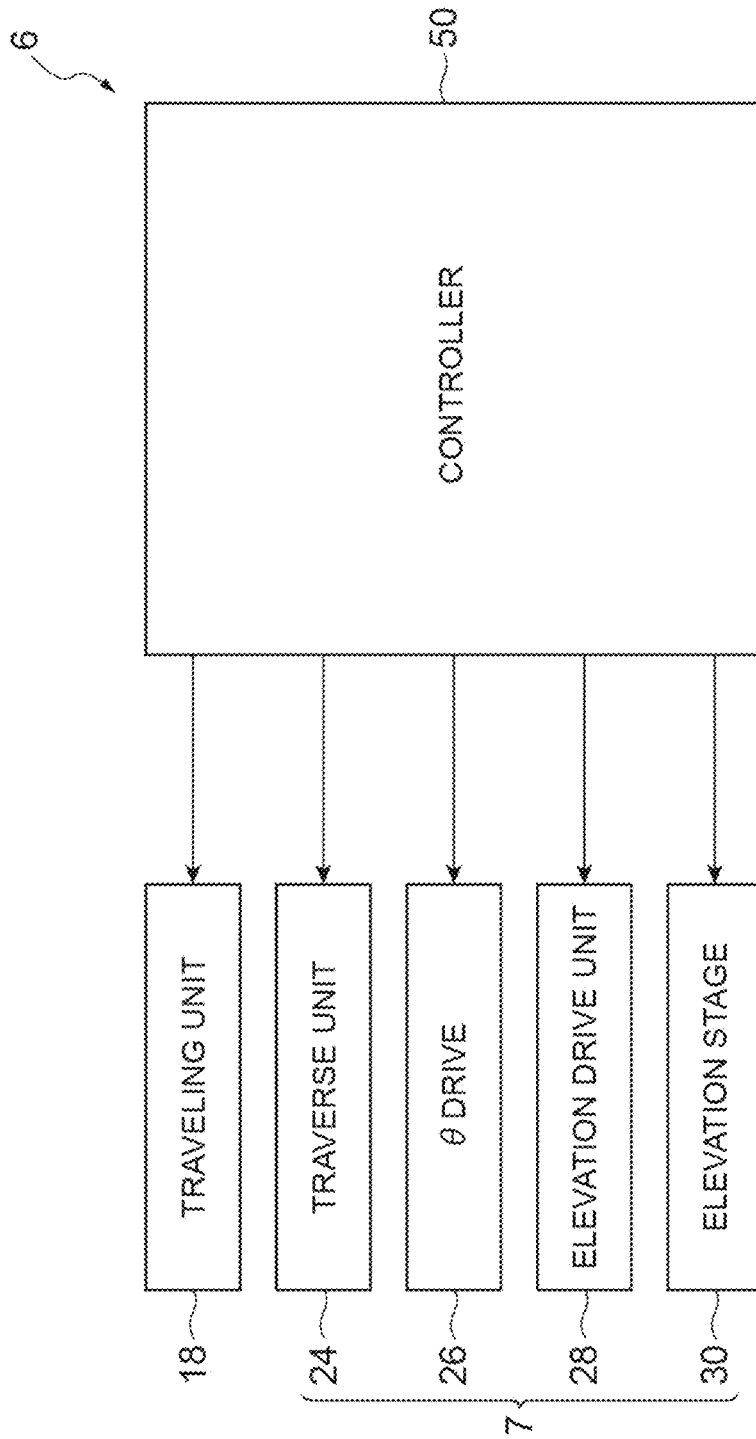 6
50
CONTROLLER
18
TRAVELING UNIT
24
TRAVERSE UNIT
26
θ DRIVE
28
ELEVATION DRIVE UNIT
30
ELEVATION STAGE
7